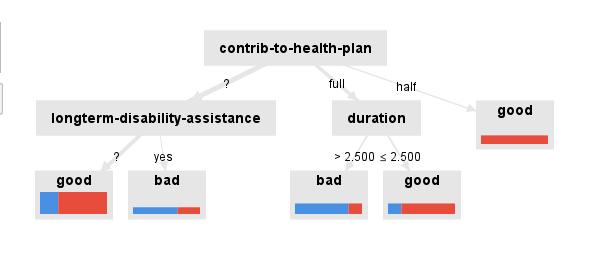 contrib-to-health-plan
? full half
longterm-disability-assistance duration good
? yes > 2.500 ≤ 2.500
good bad bad good